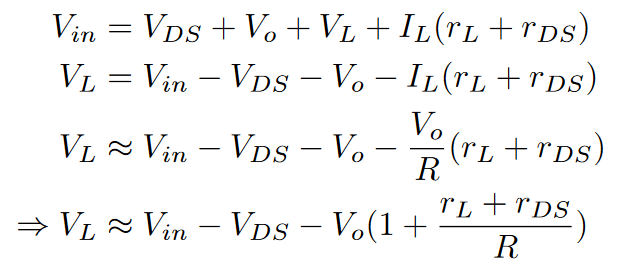 V_{in} = V_{DS} + V_o + V_L + I_L(r_L + r_{DS})
V_L = V_{in} − V_{DS} − V_o − I_L(r_L + r_{DS})
V_L ≈ V_{in} − V_{DS} − V_o − \frac{V_o}{R}(r_L + r_{DS})
⇒ V_L ≈ V_{in} − V_{DS} − V_o(1 + \frac{r_L + r_{DS}}{R})